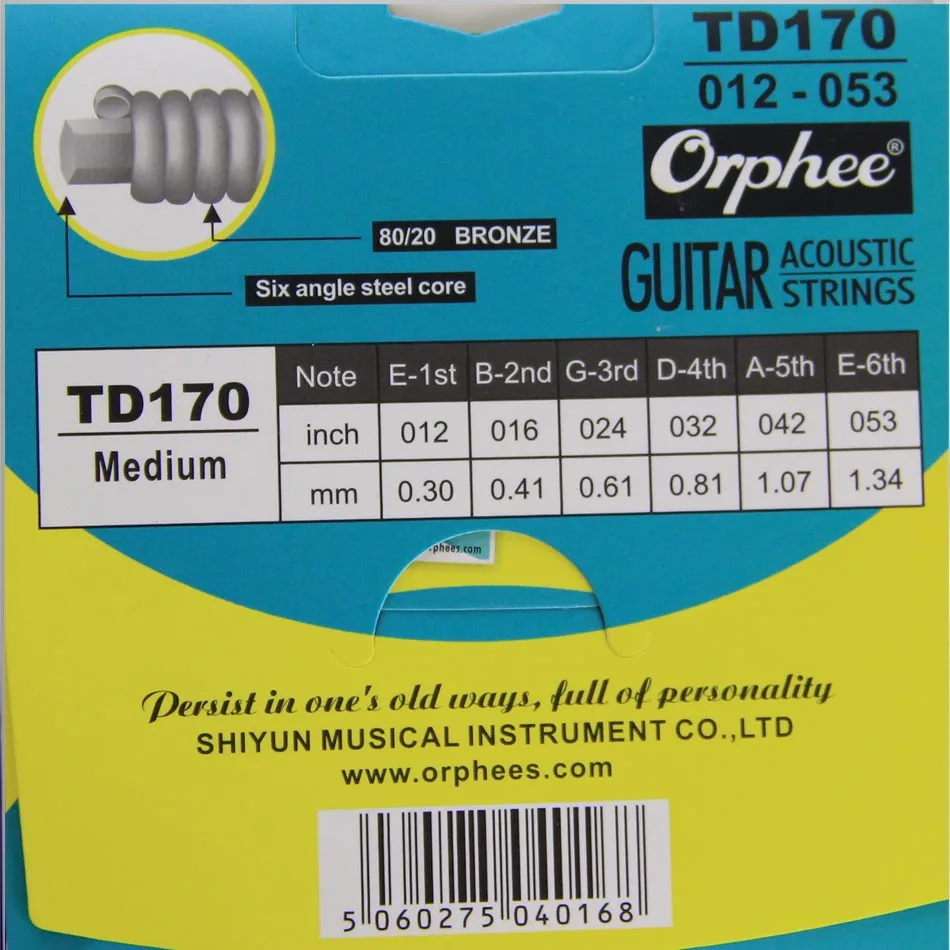 TD170
012 - 053
Orphee®
GUITAR ACOUSTIC STRINGS
80/20 BRONZE
Six angle steel core
TD170
Medium
Note E-1st B-2nd G-3rd D-4th A-5th E-6th
inch 012 016 024 032 042 053
mm 0.30 0.41 0.61 0.81 1.07 1.34
phees.com
Persist in one's old ways, full of personality
SHIYUN MUSICAL INSTRUMENT CO.,LTD
www.orphees.com
5 060275 040168